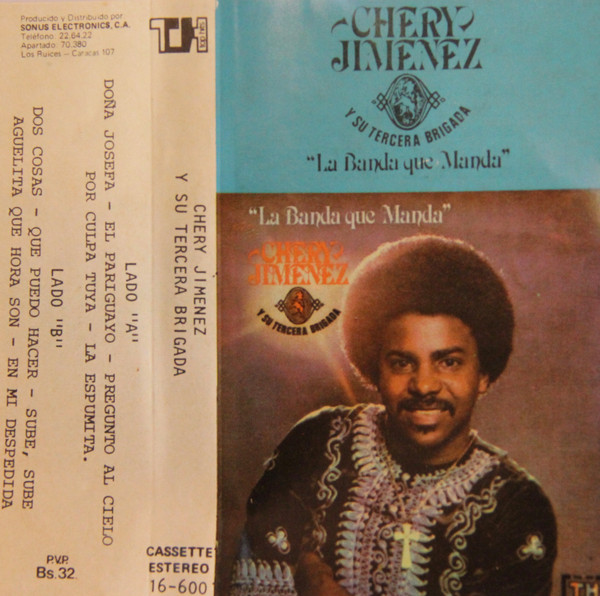 Producido y Distribuido por
SONUS ELECTRONICS, C.A.
Teléfono: 22.64.22
Apartado: 70.380
Los Ruices - Caracas 107
TH
LADO "A"
DOÑA JOSEFA - EL PARIGUAYO - PREGUNTO AL CIELO
POR CULPA TUYA - LA ESPUMITA.
LADO "B"
DOS COSAS - QUE PUEDO HACER - SUBE, SUBE
AGUELITA QUE HORA SON - EN MI DESPEDIDA
P.V.P.
Bs.32.
CHERY JIMENEZ
Y SU TERCERA BRIGADA
CASSETTE
ESTEREO
16-600
CHERY
JIMENEZ
Y SU TERCERA BRIGADA
"La Banda que Manda"
"La Banda que Manda"
CHERY
JIMENEZ
Y SU TERCERA BRIGADA
TH